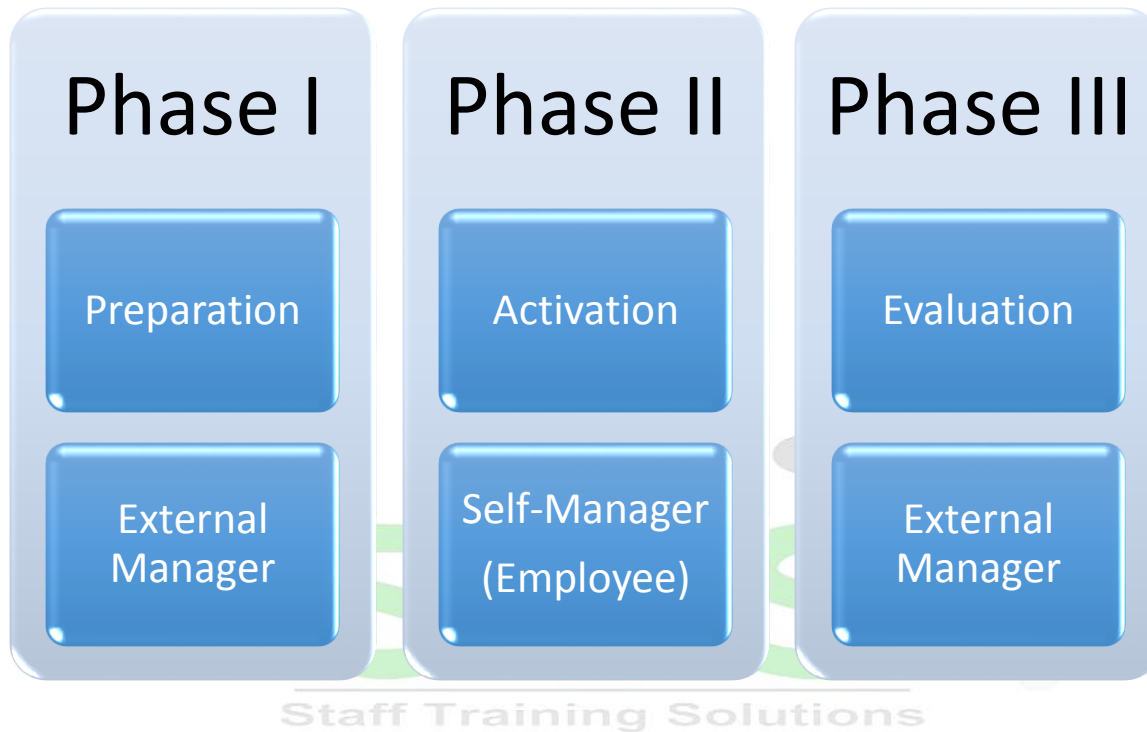 Phase I
Preparation
External
Manager
Phase II
Activation
Self-Manager
(Employee)
Phase III
Evaluation
External
Manager
Staff Training Solutions